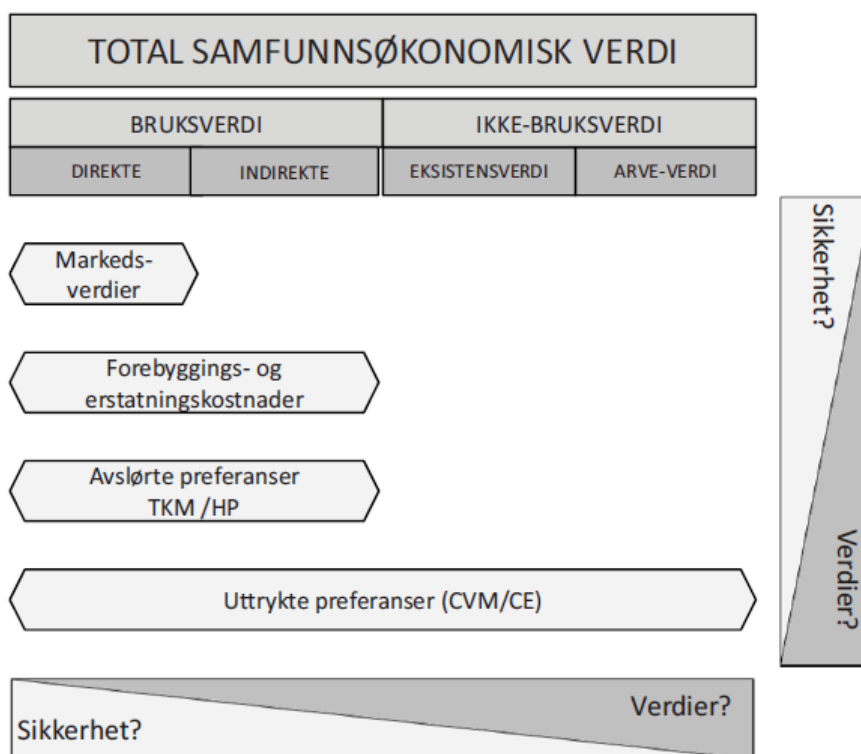 TOTAL SAMFUNNSØKONOMISK VERDI
BRUKSVERDI
IKKE-BRUKSVERDI
DIREKTE
INDIREKTE
EKSISTENSVERDI
ARVE-VERDI
Markeds-
verdier
Forebyggings- og
erstatningskostnader
Avslørte preferanser
TKM /HP
Uttrykte preferanser (CVM/CE)
Sikkerhet?
Verdier?
Sikkerhet?
Verdier?